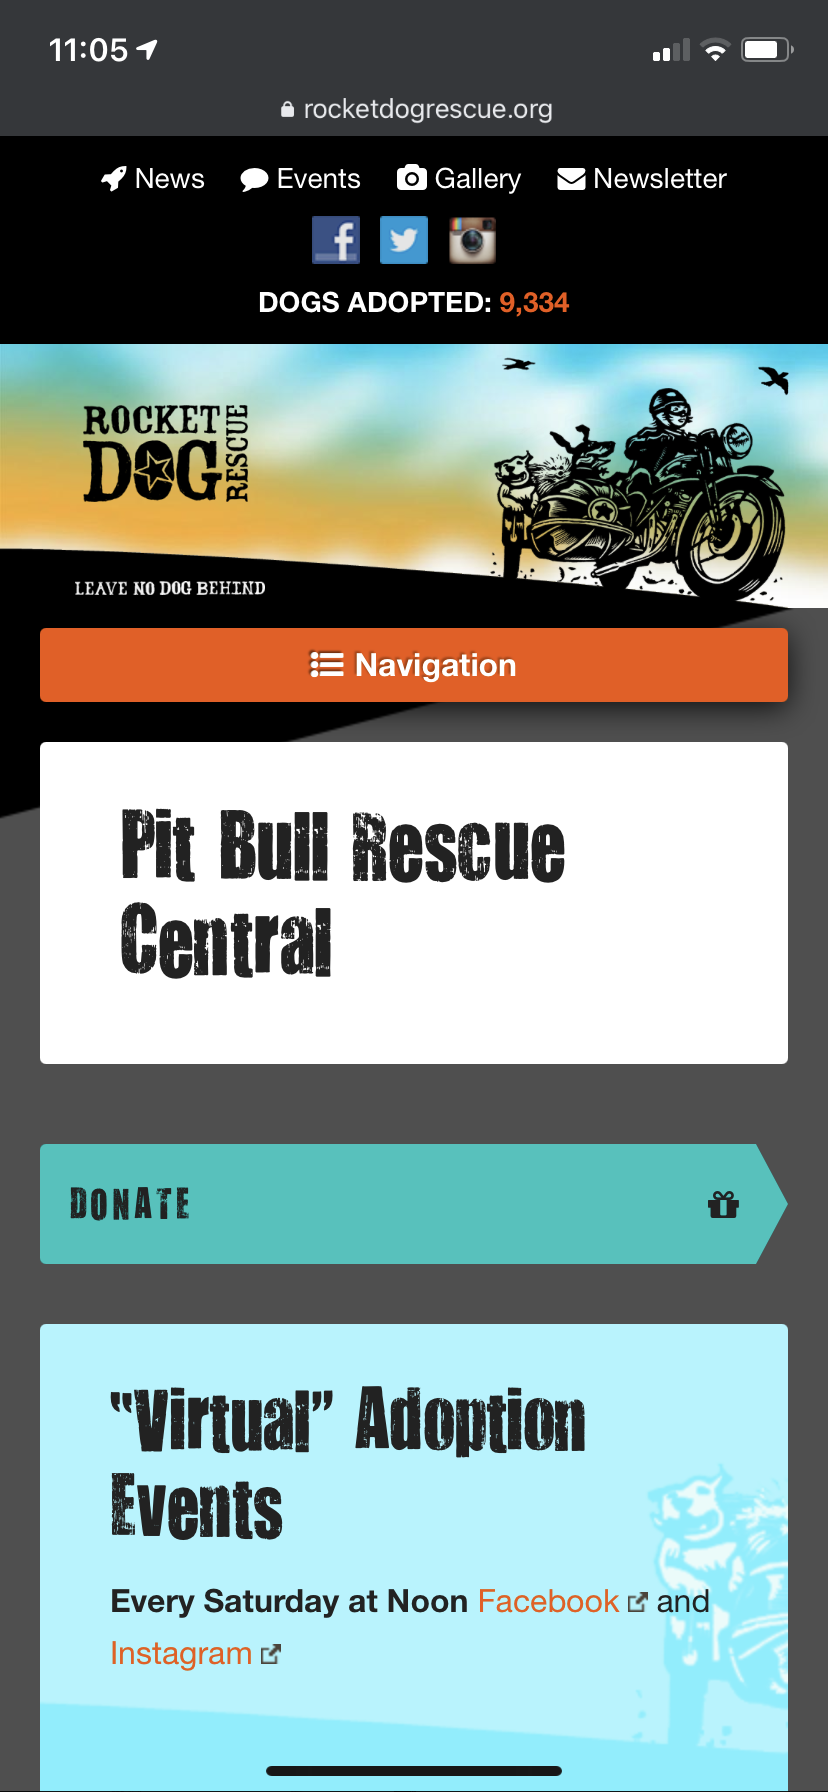 11:05
rocketdogrescue.org
News Events Gallery Newsletter
DOGS ADOPTED: 9,334
ROCKET
DOG
RESCUE
LEAVE NO DOG BEHIND
Navigation
Pit Bull Rescue
Central
DONATE
“Virtual” Adoption
Events
Every Saturday at Noon Facebook and
Instagram